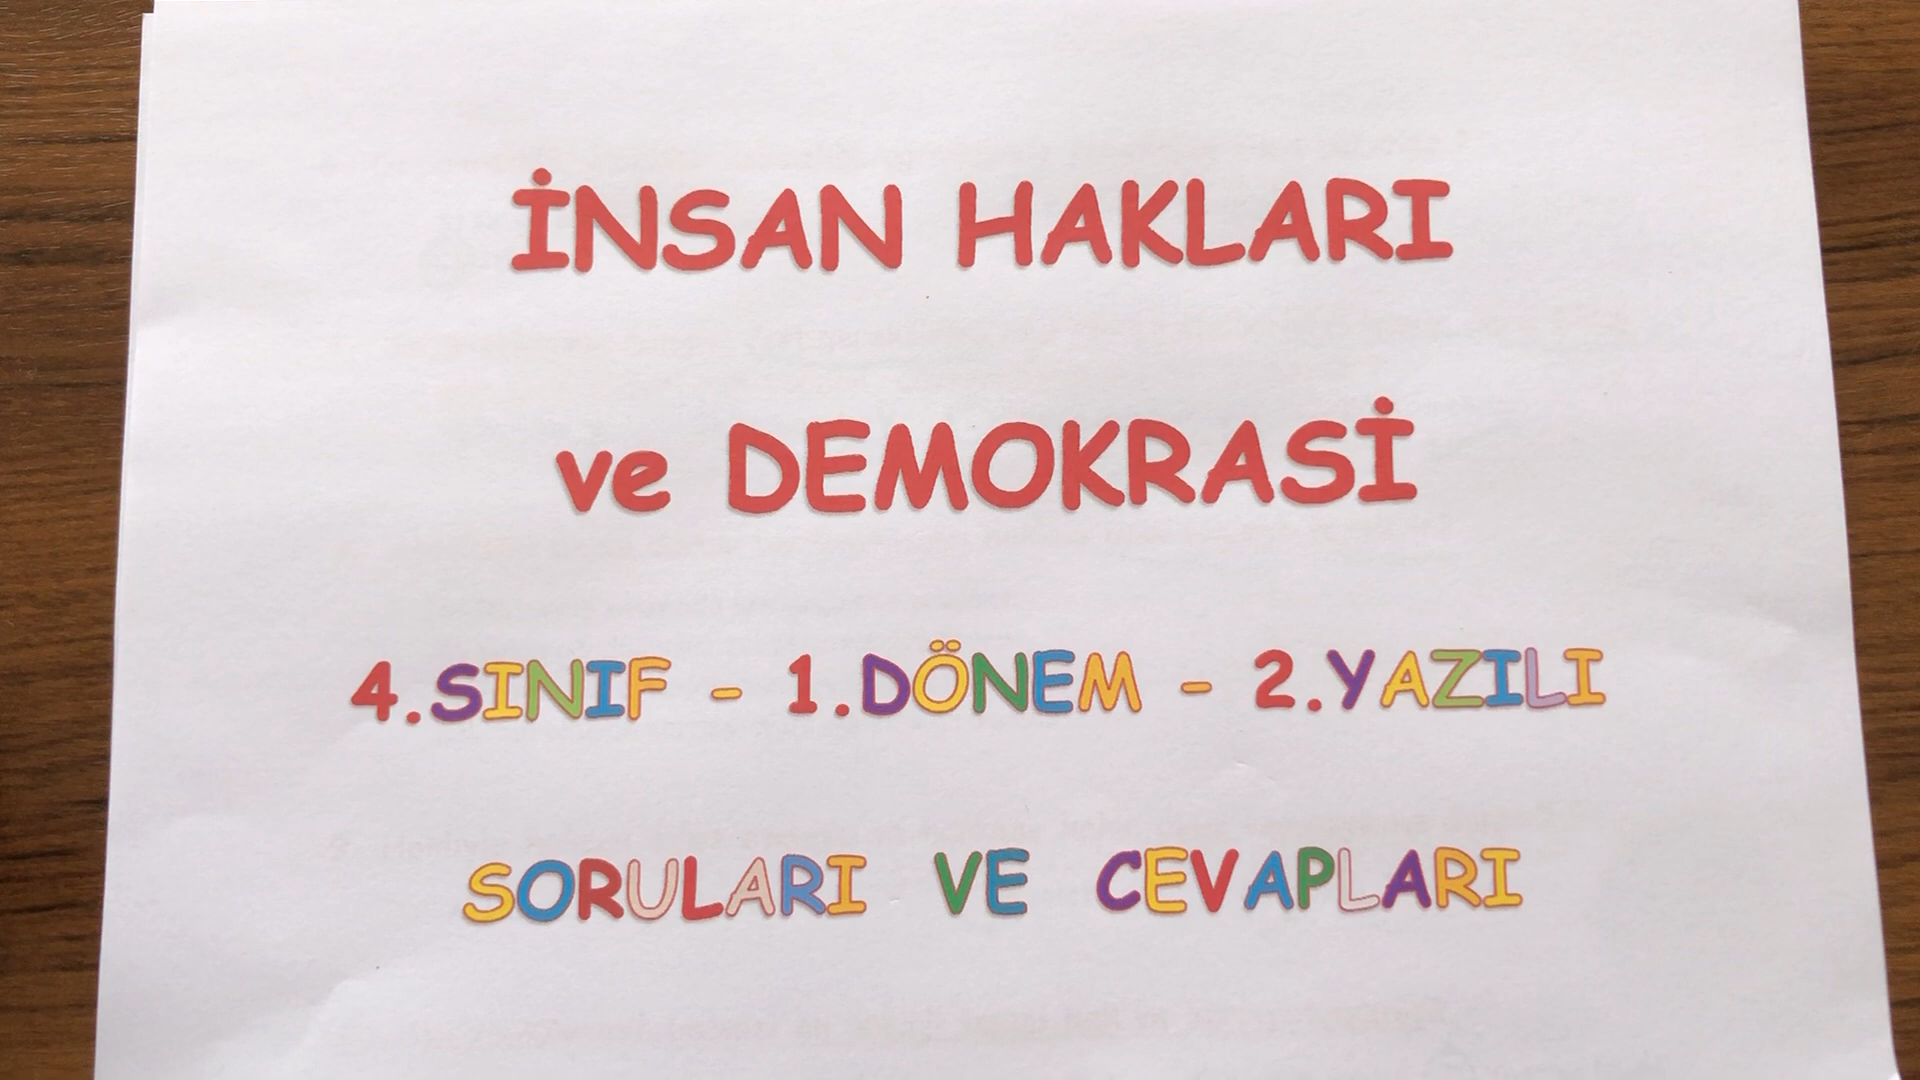 İNSAN HAKLARI
ve DEMOKRASİ
4.SINIF - 1.DÖNEM - 2.YAZILI
SORULARI VE CEVAPLARI